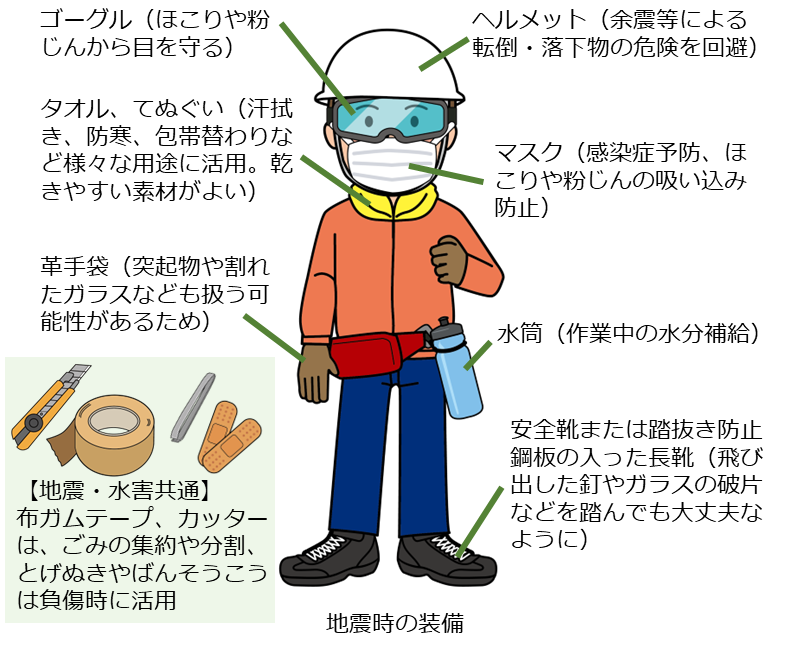 ゴーグル（ほこりや粉
じんから目を守る）
ヘルメット（余震等による
転倒・落下物の危険を回避）
タオル、てぬぐい（汗拭
き、防寒、包帯替わりな
ど様々な用途に活用。乾
きやすい素材がよい）
マスク（感染症予防、ほ
こりや粉じんの吸い込み
防止）
革手袋（突起物や割れ
たガラスなども扱う可
能性があるため）
水筒（作業中の水分補給）
安全靴または踏抜き防止
鋼板の入った長靴（飛び
出した釘やガラスの破片
などを踏んでも大丈夫な
ように）
【地震・水害共通】
布ガムテープ、カッター
は、ごみの集約や分割、
とげぬきやばんそうこう
は負傷時に活用
地震時の装備